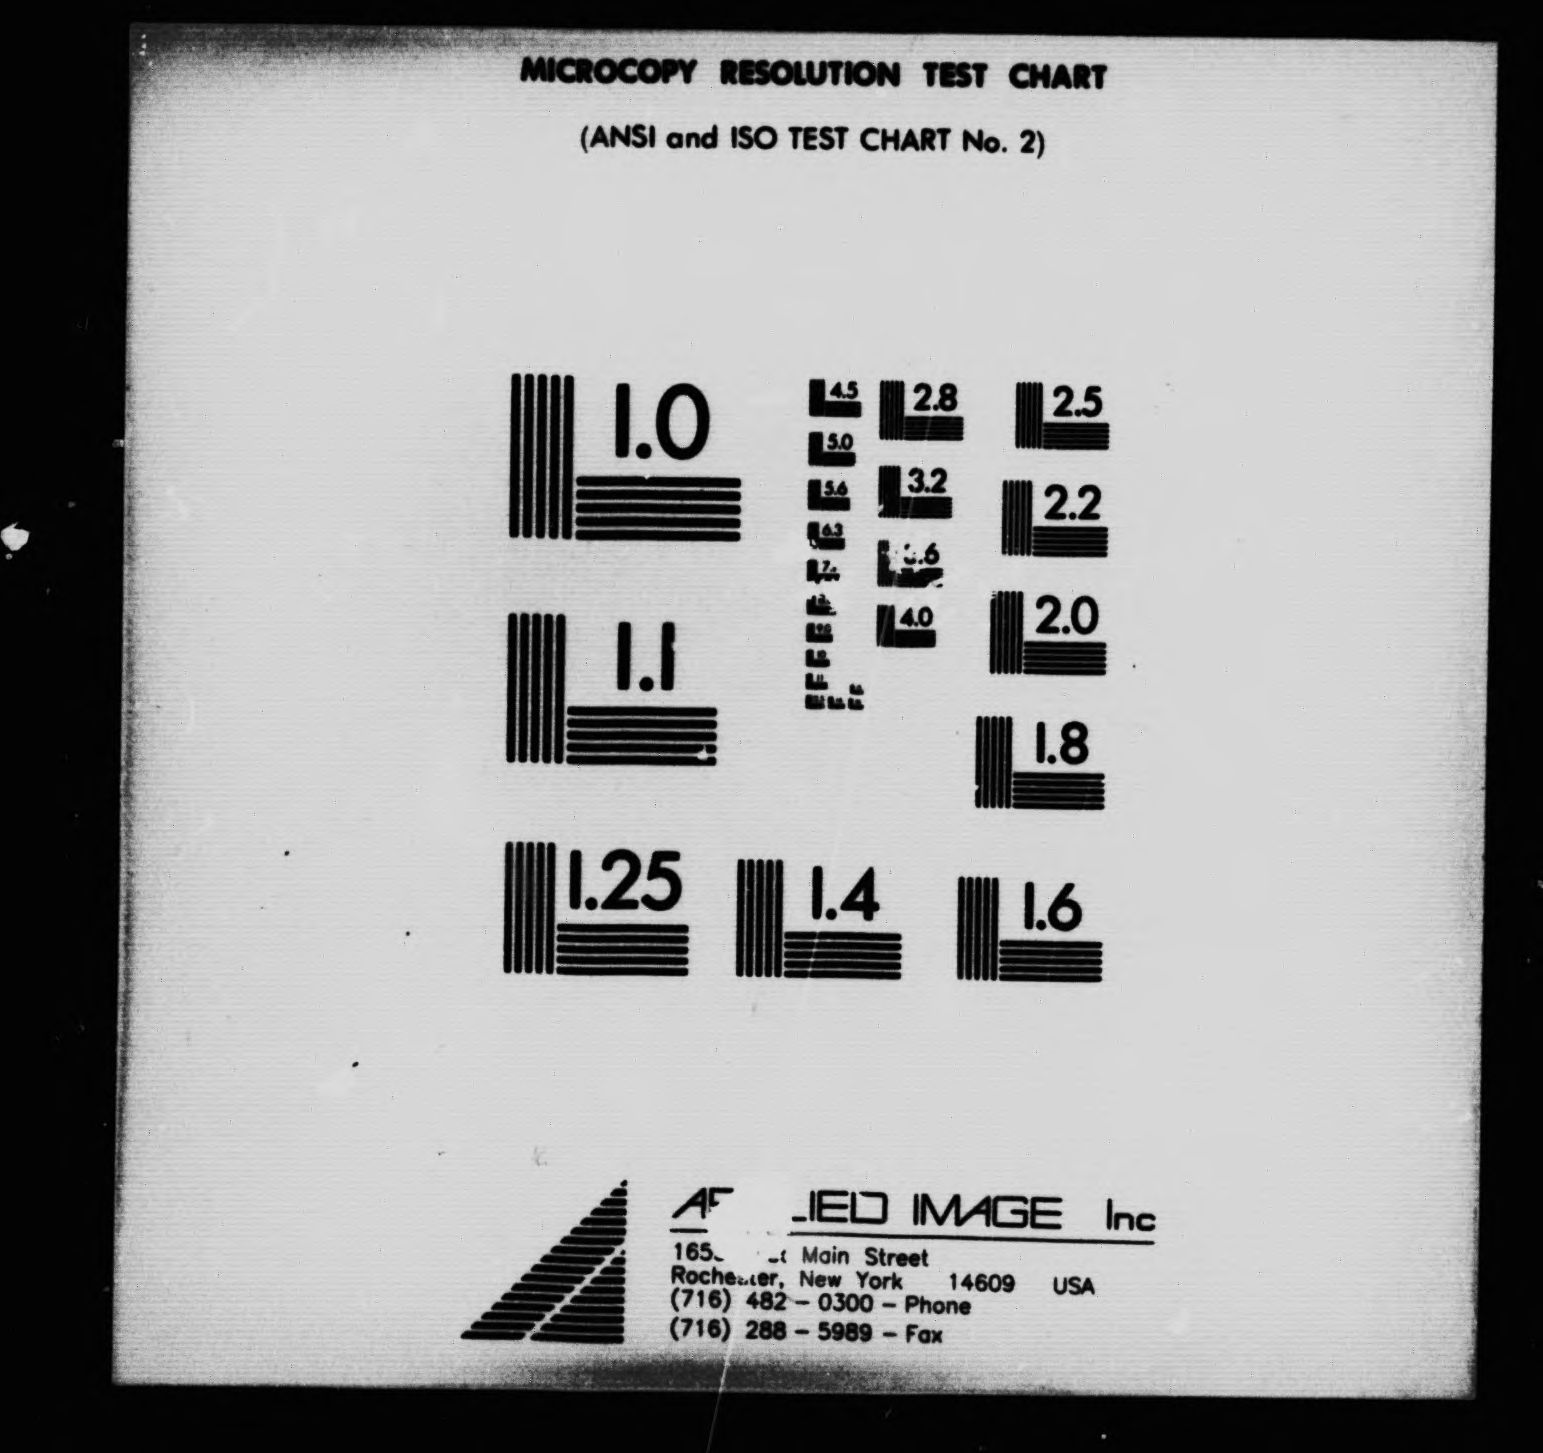 MICROCOPY RESOLUTION TEST CHART
(ANSI and ISO TEST CHART No. 2)
1.0
1.1
1.25
1.4
1.6
1.8
2.0
2.2
2.5
2.8
3.2
4.0
4.5
5.0
5.6
6.3
IMAGE Inc
Main Street
New York 14609 USA
(716) 482 - 0300 - Phone
(716) 288 - 5989 - Fax